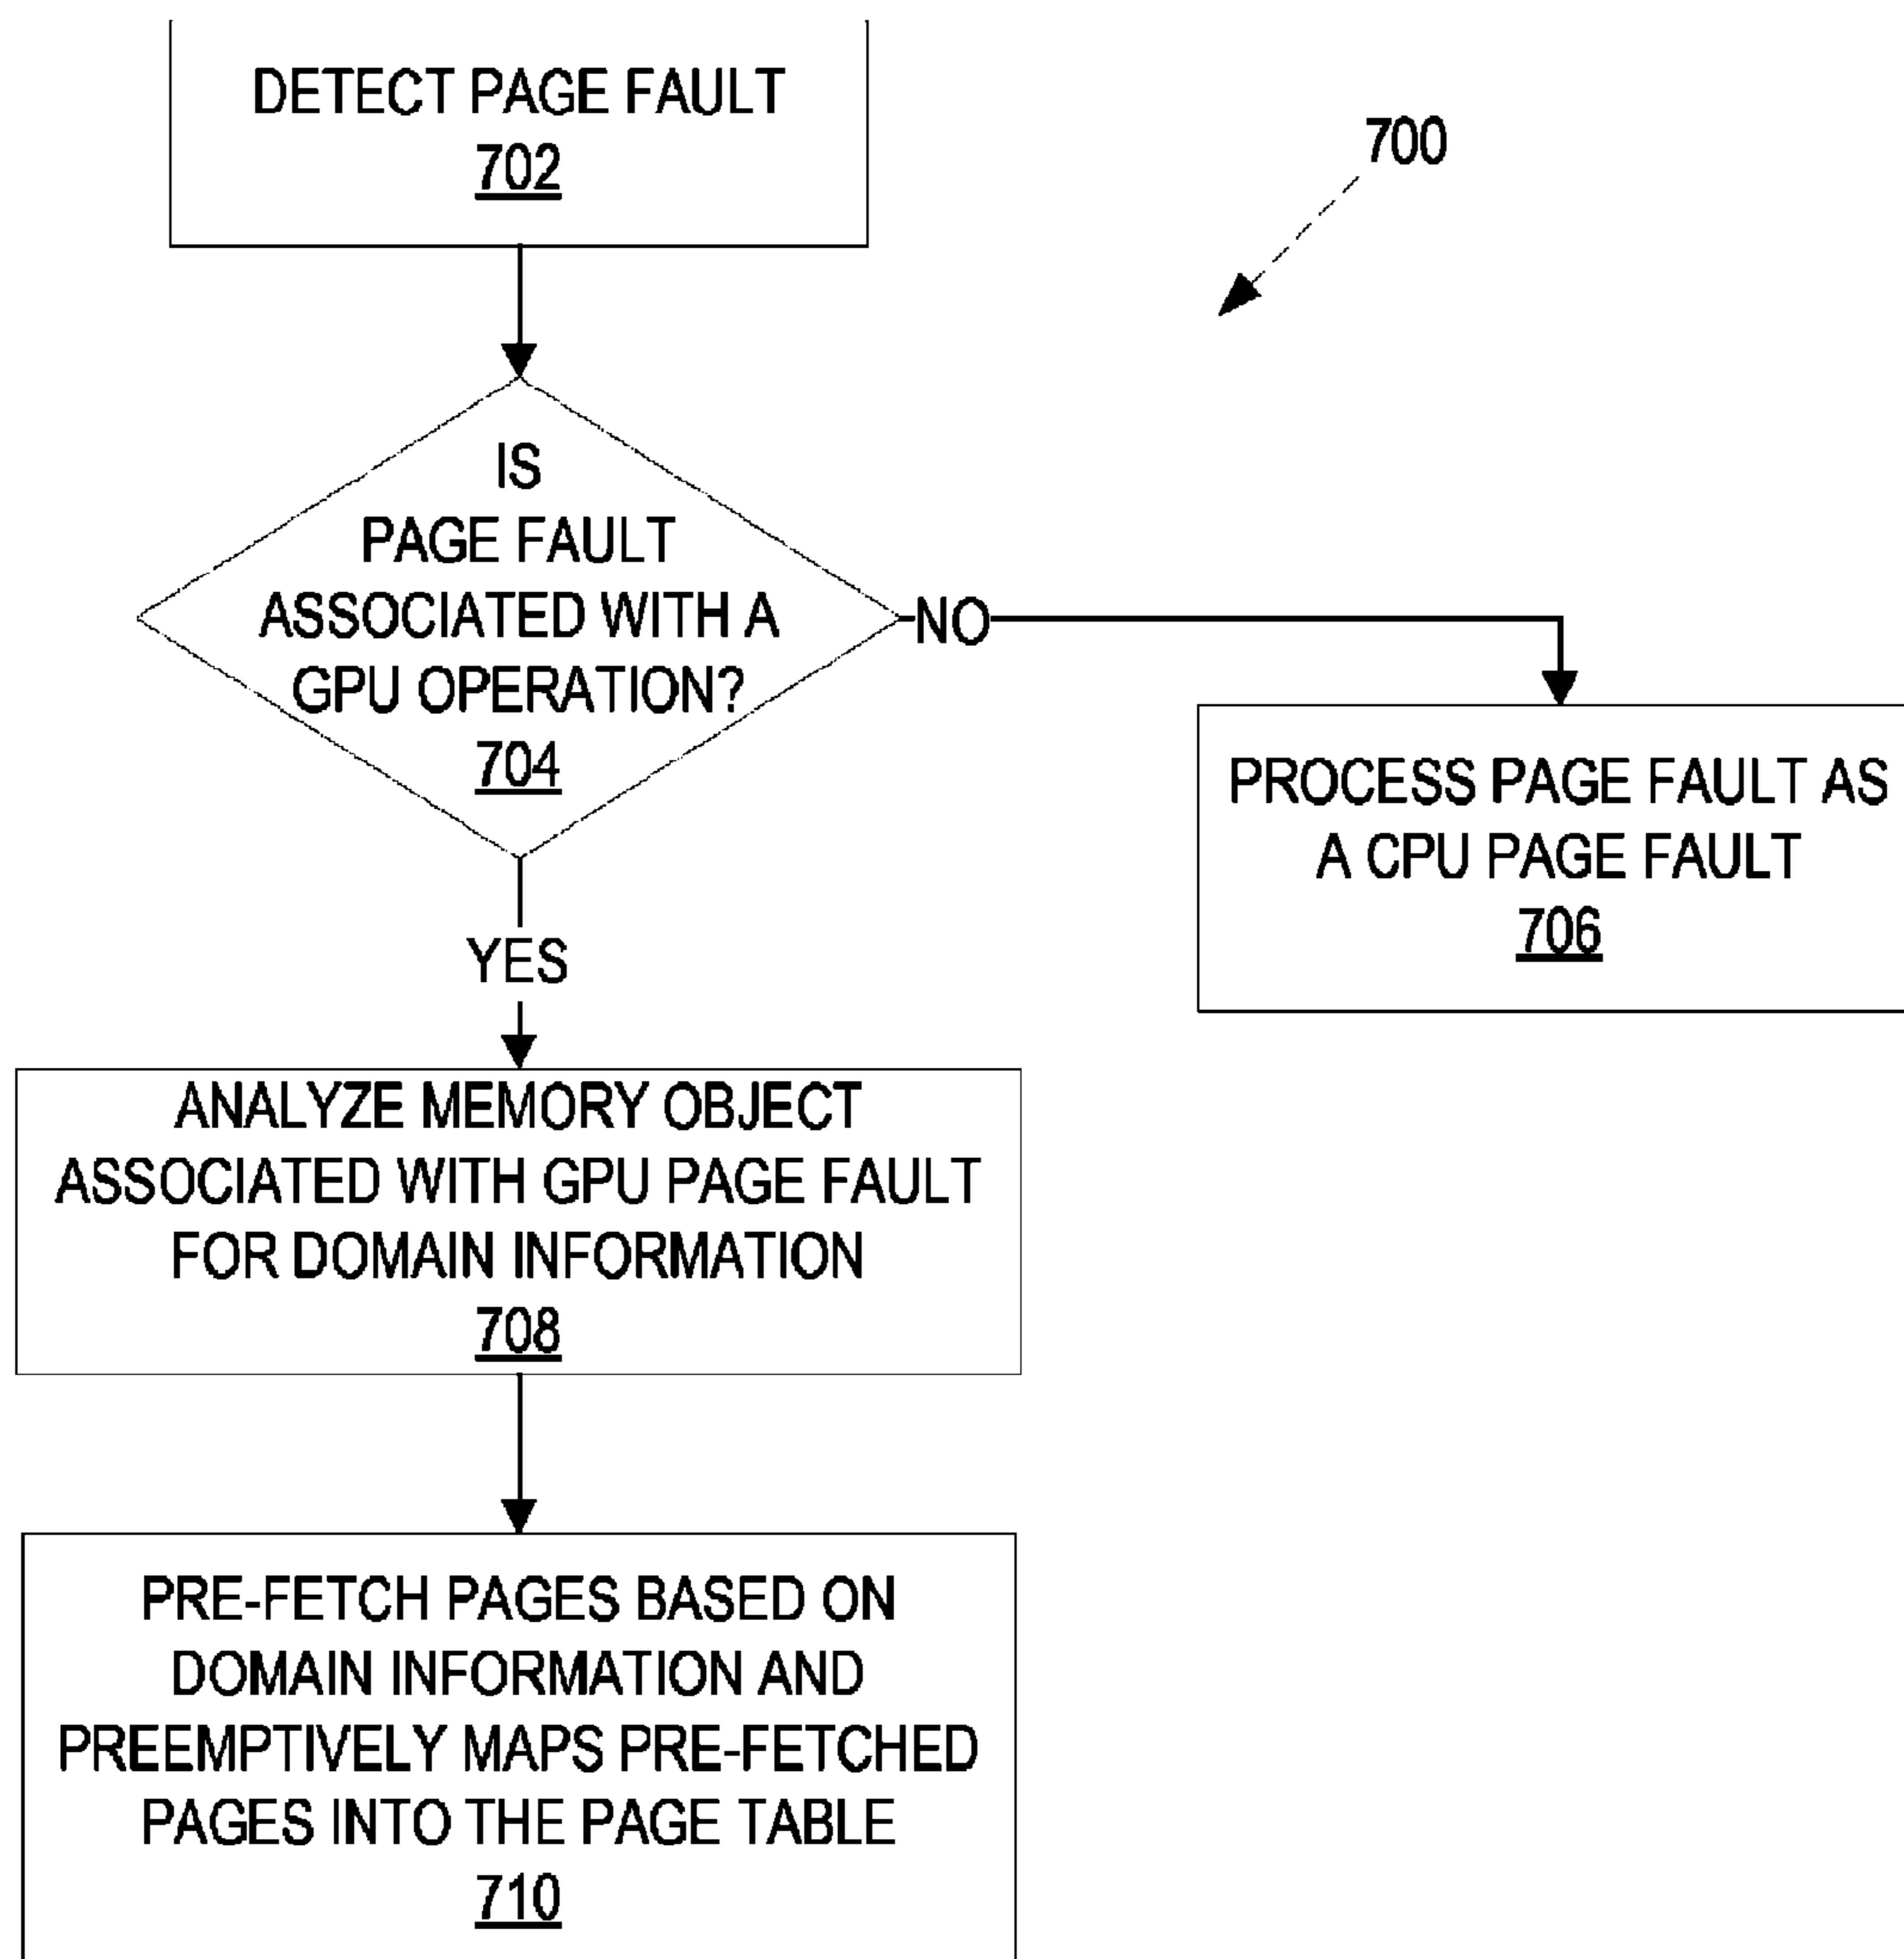 DETECT PAGE FAULT
702
700
IS
PAGE FAULT
ASSOCIATED WITH A
GPU OPERATION?
704
NO
PROCESS PAGE FAULT AS
A CPU PAGE FAULT
706
YES
ANALYZE MEMORY OBJECT
ASSOCIATED WITH GPU PAGE FAULT
FOR DOMAIN INFORMATION
708
PRE-FETCH PAGES BASED ON
DOMAIN INFORMATION AND
PREEMPTIVELY MAPS PRE-FETCHED
PAGES INTO THE PAGE TABLE
710